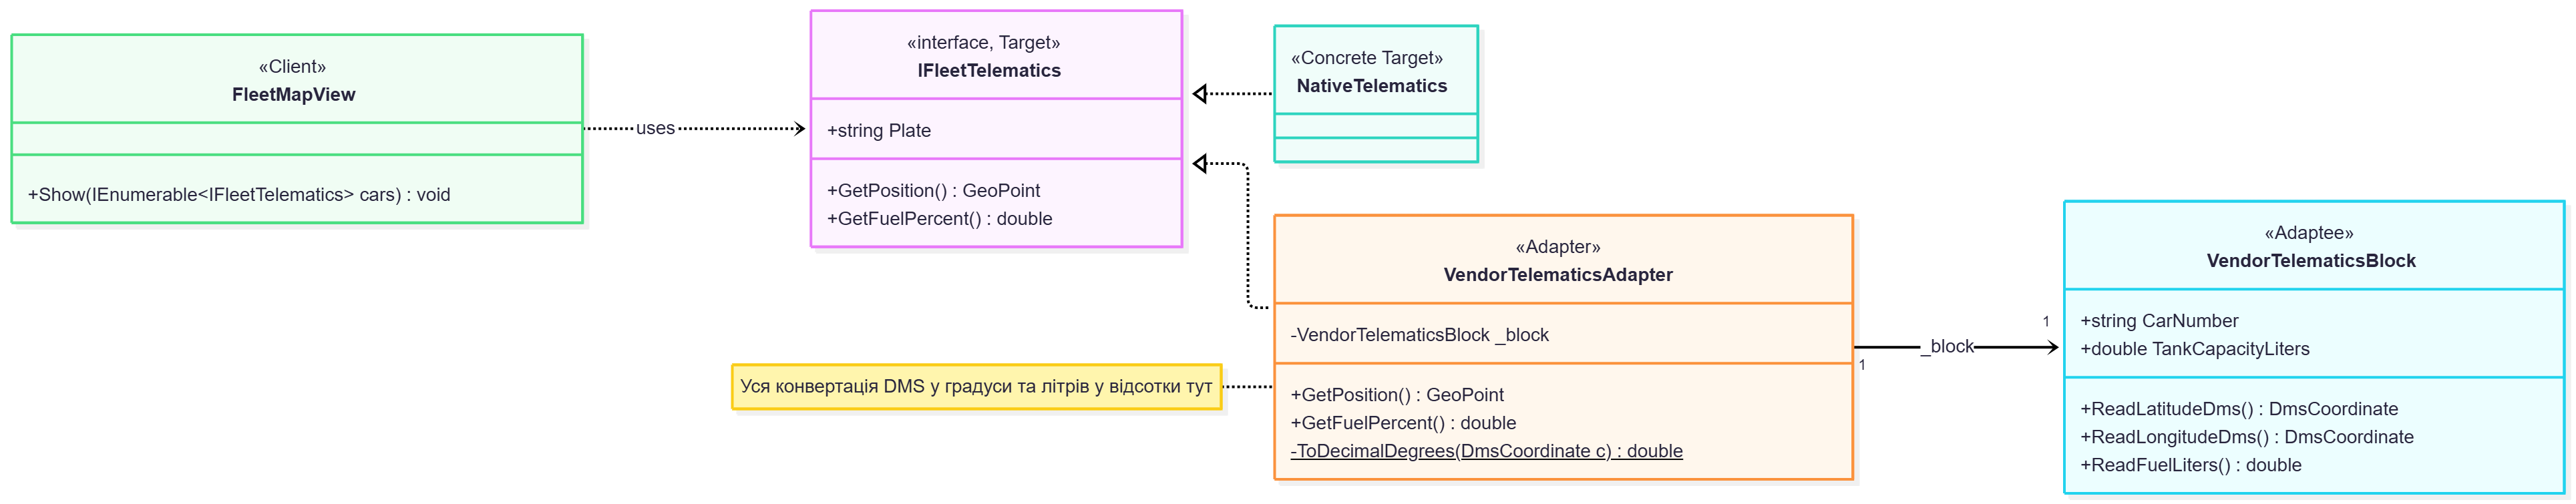 «Client»
FleetMapView
+Show(IEnumerable<IFleetTelematics> cars) : void
uses
«interface, Target»
IFleetTelematics
+string Plate
+GetPosition() : GeoPoint
+GetFuelPercent() : double
«Concrete Target»
NativeTelematics
Уся конвертація DMS у градуси та літрів у відсотки тут
«Adapter»
VendorTelematicsAdapter
-VendorTelematicsBlock _block
+GetPosition() : GeoPoint
+GetFuelPercent() : double
-ToDecimalDegrees(DmsCoordinate c) : double
1
_block
1
«Adaptee»
VendorTelematicsBlock
+string CarNumber
+double TankCapacityLiters
+ReadLatitudeDms() : DmsCoordinate
+ReadLongitudeDms() : DmsCoordinate
+ReadFuelLiters() : double